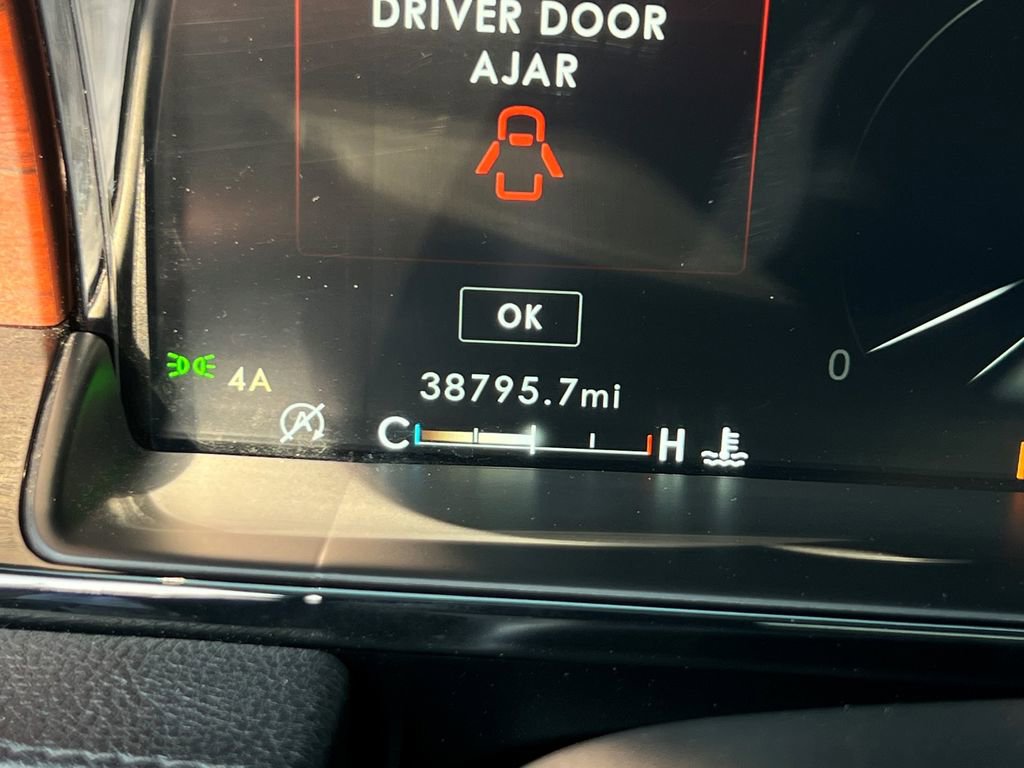 DRIVER DOOR
AJAR
OK
0
4A
38795.7mi
A
C H